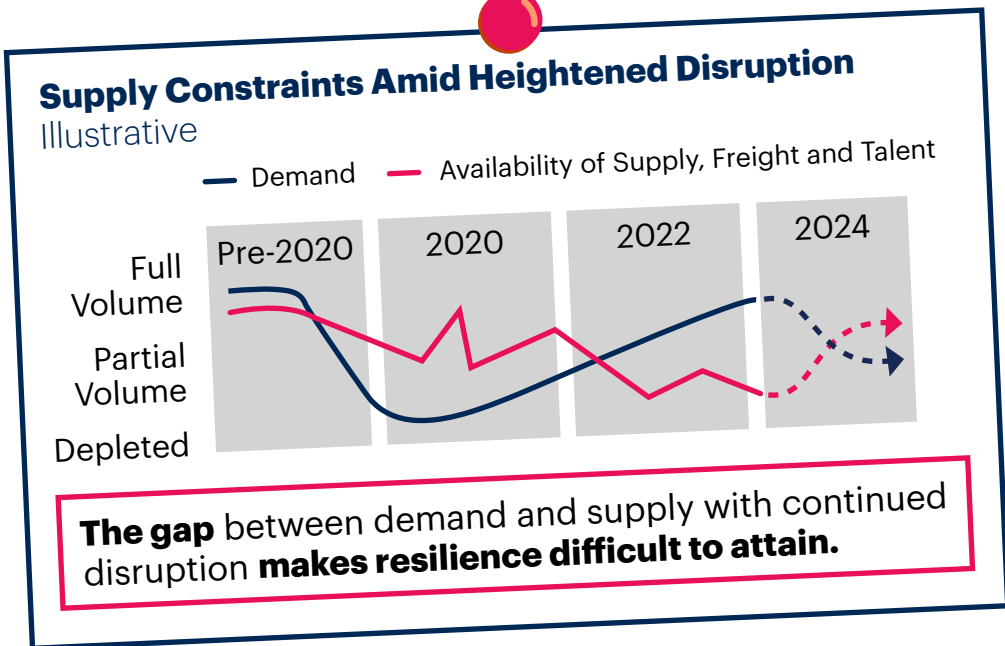 Supply Constraints Amid Heightened Disruption
Illustrative
Demand
Availability of Supply, Freight and Talent
Pre-2020
2020
2022
2024
Full
Volume
Partial
Volume
Depleted
The gap between demand and supply with continued
disruption makes resilience difficult to attain.